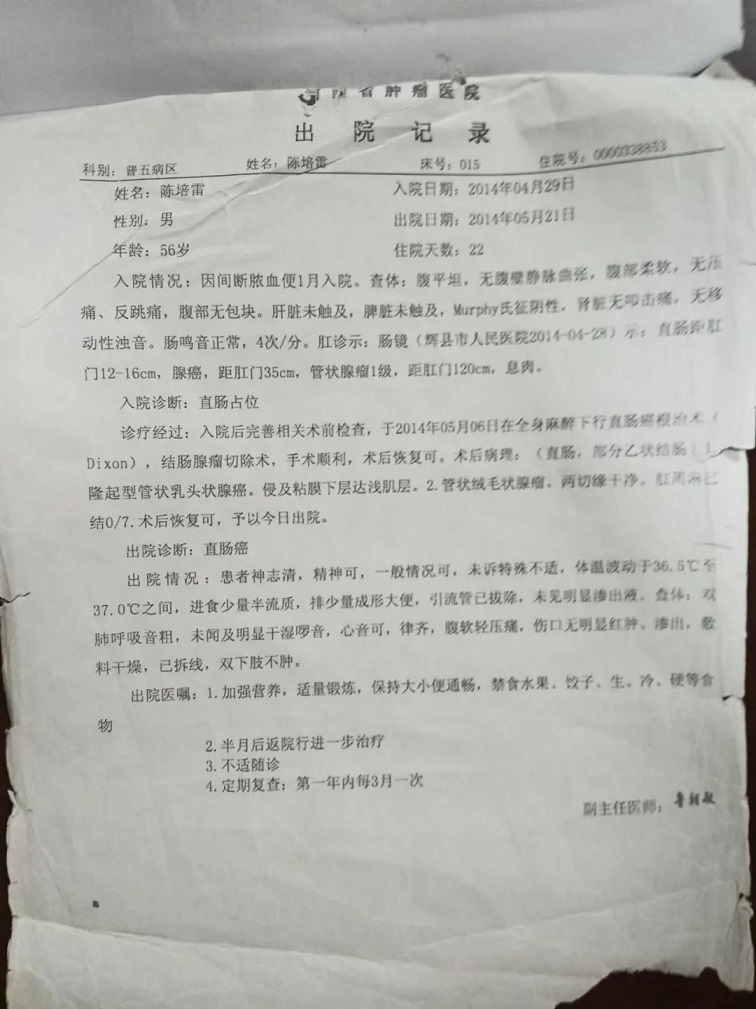 省肿瘤医院
出院记录
科别：普五病区 姓名：陈培雷 床号：015 住院号：0000338853
姓名：陈培雷 入院日期：2014年04月29日
性别：男 出院日期：2014年05月21日
年龄：56岁 住院天数：22
入院情况：因间断脓血便1月入院。查体：腹平坦，无腹壁静脉曲张，腹部柔软，无压
痛、反跳痛，腹部无包块。肝脏未触及，脾脏未触及，Murphy氏征阴性，肾脏无叩击痛，无移
动性浊音。肠鸣音正常，4次/分。肛诊示：肠镜（辉县市人民医院2014-04-28）示：直肠距肛
门12-16cm，腺癌，距肛门35cm，管状腺瘤1级，距肛门120cm，息肉。
入院诊断：直肠占位
诊疗经过：入院后完善相关术前检查，于2014年05月06日在全身麻醉下行直肠癌根治术（
Dixon），结肠腺瘤切除术，手术顺利，术后恢复可。术后病理：（直肠，部分乙状结肠）1.
隆起型管状乳头状腺癌。侵及粘膜下层达浅肌层。2.管状绒毛状腺瘤。两切缘干净。肛周淋巴
结0/7.术后恢复可，予以今日出院。
出院诊断：直肠癌
出院情况：患者神志清，精神可，一般情况可，未诉特殊不适，体温波动于36.5℃至
37.0℃之间，进食少量半流质，排少量成形大便，引流管已拔除，未见明显渗出液。查体：双
肺呼吸音粗，未闻及明显干湿啰音，心音可，律齐，腹软轻压痛，伤口无明显红肿、渗出，敷
料干燥，已拆线，双下肢不肿。
出院医嘱：1.加强营养，适量锻炼，保持大小便通畅，禁食水果、饺子、生、冷、硬等食
物
2.半月后返院行进一步治疗
3.不适随诊
4.定期复查：第一年内每3月一次
副主任医师：